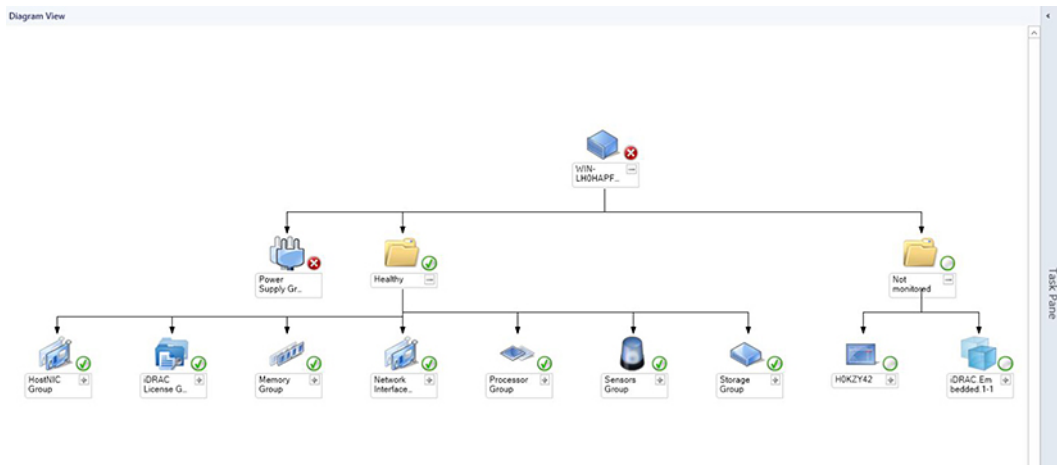 Diagram View
WIN-
LH0HAPF...
Power
Supply Gr...
Healthy
Not
monitored
HostNIC
Group
iDRAC
License G...
Memory
Group
Network
Interface...
Processor
Group
Sensors
Group
Storage
Group
H0KZY42
iDRAC.Em
bedded.1-1
Task Pane